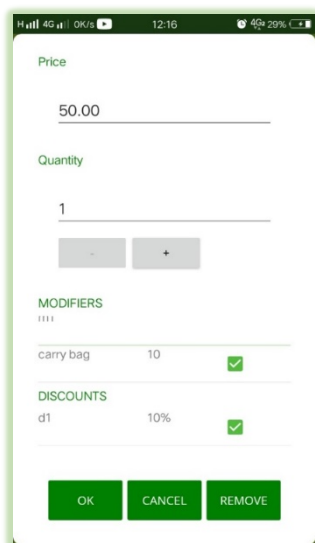 4G 0K/s 12:16 4G 29%
Price
50.00
Quantity
1
- +
MODIFIERS
carry bag 10
DISCOUNTS
d1 10%
OK CANCEL REMOVE